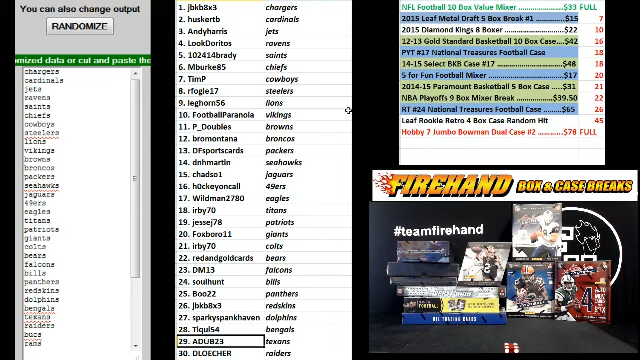 You can also change output
RANDOMIZE
omized data or cut and paste the
chargers
cardinals
jets
ravens
saints
chiefs
cowboys
steelers
lions
vikings
browns
broncos
packers
seahawks
jaguars
49ers
eagles
titans
patriots
giants
colts
bears
falcons
bills
panthers
redskins
dolphins
bengals
texans
raiders
bucs
rams
1. jbkb8x3 chargers
2. huskertb cardinals
3. Andyharris jets
4. LookDoritos ravens
5. 102414brady saints
6. Mburke85 chiefs
7. TimP cowboys
8. rfogle17 steelers
9. leghorn56 lions
10. FootballParanoia vikings
11. P_Doubles browns
12. bromontana broncos
13. DFsportscards packers
14. dnhmartin seahawks
15. chadso1 jaguars
16. h0ckeyoncall 49ers
17. Wildman2780 eagles
18. irby70 titans
19. jessej78 patriots
20. Foxboro11 giants
21. irby70 colts
22. redandgoldcards bears
23. DM13 falcons
24. soulhunt bills
25. Boo22 panthers
26. jbkb8x3 redskins
27. sparkyspankhaven dolphins
28. Tiqui54 bengals
29. ADUB23 texans
30. DLOECHER raiders
NFL Football 10 Box Value Mixer $33 FULL
2015 Leaf Metal Draft 5 Box Break #1 $15 7
2015 Diamond Kings 8 Boxer $22 10
12-13 Gold Standard Basketball 10 Box Case $42 16
PYT #17 National Treasures Football Case 18
14-15 Select BKB Case #17 $48 18
5 for Fun Football Mixer $17 20
2014-15 Paramount Basketball 5 Box Case $31 21
NBA Playoffs 9 Box Mixer Break $39.50 22
RT #24 National Treasures Football Case $65 26
Leaf Rookie Retro 4 Box Case Random Hit 45
Hobby 7 Jumbo Bowman Dual Case #2 $78 FULL
FIREHAND BOX & CASE BREAKS
#teamfirehand